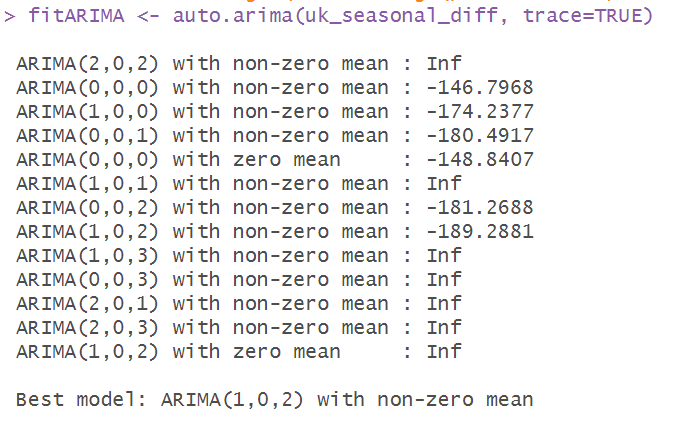 > fitARIMA <- auto.arima(uk_seasonal_diff, trace=TRUE)
ARIMA(2,0,2) with non-zero mean : Inf
ARIMA(0,0,0) with non-zero mean : -146.7968
ARIMA(1,0,0) with non-zero mean : -174.2377
ARIMA(0,0,1) with non-zero mean : -180.4917
ARIMA(0,0,0) with zero mean     : -148.8407
ARIMA(1,0,1) with non-zero mean : Inf
ARIMA(0,0,2) with non-zero mean : -181.2688
ARIMA(1,0,2) with non-zero mean : -189.2881
ARIMA(1,0,3) with non-zero mean : Inf
ARIMA(0,0,3) with non-zero mean : Inf
ARIMA(2,0,1) with non-zero mean : Inf
ARIMA(2,0,3) with non-zero mean : Inf
ARIMA(1,0,2) with zero mean     : Inf
Best model: ARIMA(1,0,2) with non-zero mean